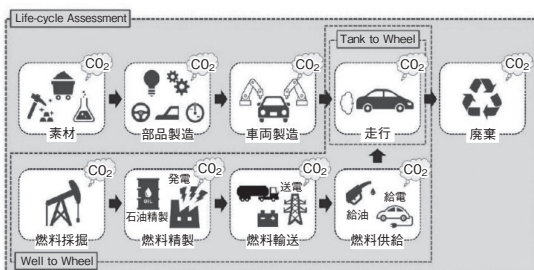 Life-cycle Assessment
Tank to Wheel
CO₂
CO₂
CO₂
CO₂
CO₂
素材
部品製造
車両製造
走行
廃棄
CO₂
CO₂
CO₂
CO₂
発電
OIL
石油精製
送電
給油
給電
燃料採掘
燃料精製
燃料輸送
燃料供給
Well to Wheel